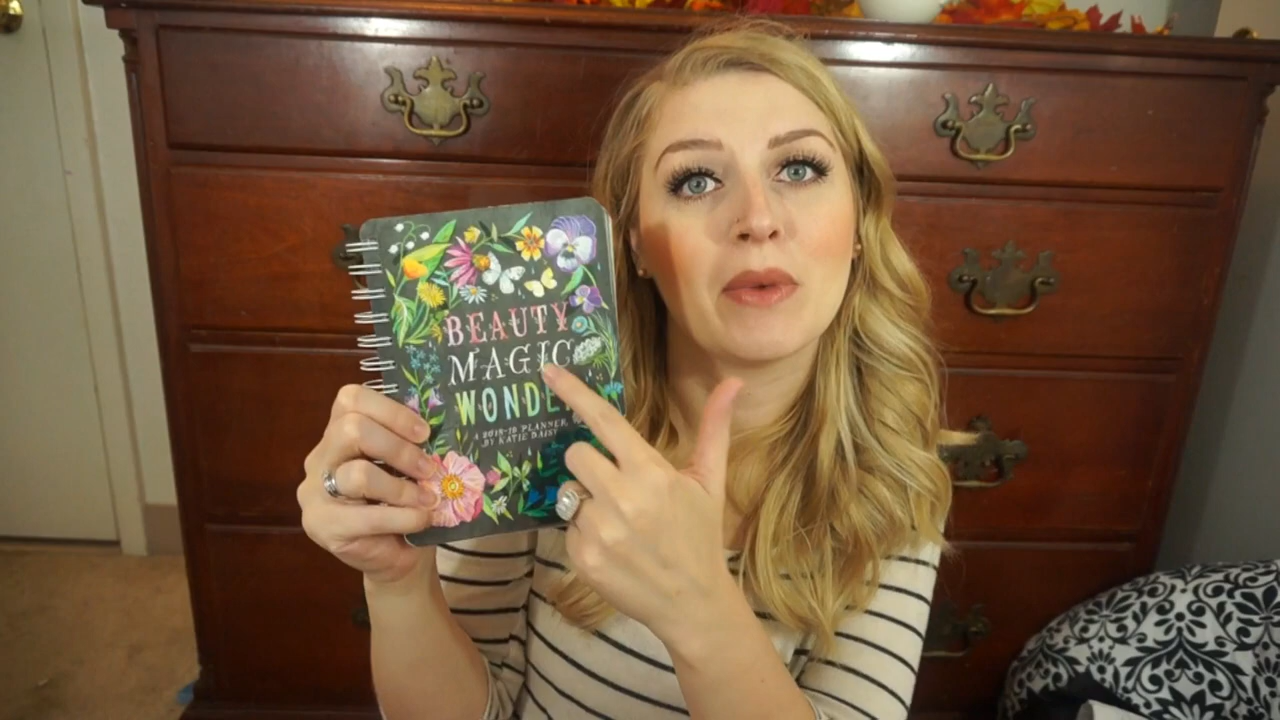 BEAUTY
MAGIC
WONDE
A 2018-19 PLANNER
BY KATIE DAISY